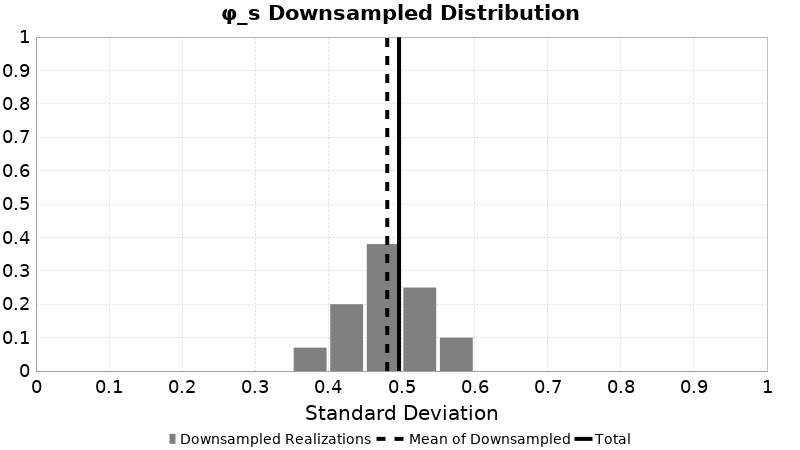 φ_s Downsampled Distribution
1
0.9
0.8
0.7
0.6
0.5
0.4
0.3
0.2
0.1
0
0 0.1 0.2 0.3 0.4 0.5 0.6 0.7 0.8 0.9 1
Standard Deviation
Downsampled Realizations Mean of Downsampled Total